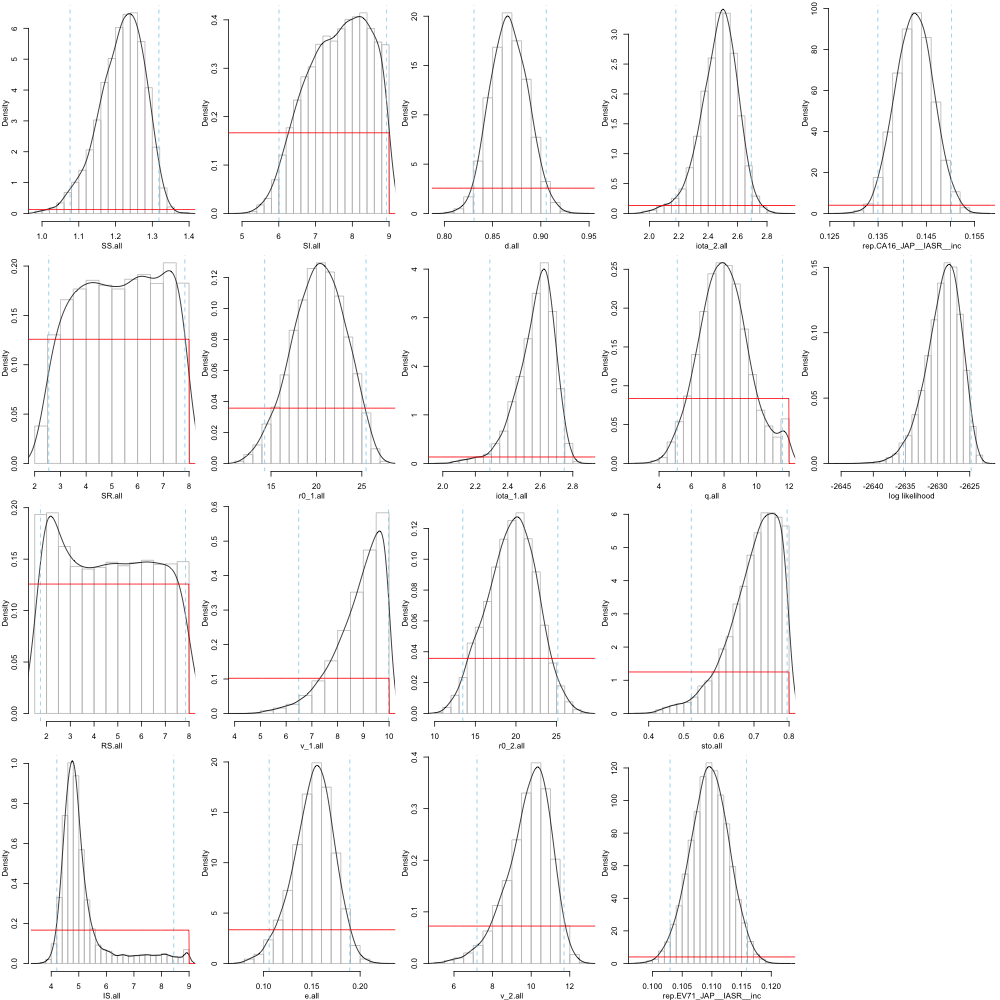 Density
0 1 2 3 4 5 6
1.0 1.1 1.2 1.3 1.4
SS.all
Density
0.0 0.1 0.2 0.3 0.4
5 6 7 8 9
SI.all
Density
0 5 10 15 20
0.80 0.85 0.90 0.95
d.all
Density
0.0 0.5 1.0 1.5 2.0 2.5 3.0
2.0 2.2 2.4 2.6 2.8
iota_2.all
Density
0 20 40 60 80 100
0.125 0.135 0.145 0.155
rep.CA16_JAP__IASR__inc
Density
0.00 0.05 0.10 0.15 0.20
2 3 4 5 6 7 8
SR.all
Density
0.00 0.02 0.04 0.06 0.08 0.10 0.12
15 20 25
r0_1.all
Density
0 1 2 3 4
2.0 2.2 2.4 2.6 2.8
iota_1.all
Density
0.00 0.05 0.10 0.15 0.20 0.25
4 6 8 10 12
q.all
Density
0.00 0.05 0.10 0.15
-2645 -2640 -2635 -2630 -2625
log likelihood
Density
0.00 0.05 0.10 0.15 0.20
2 3 4 5 6 7 8
RS.all
Density
0.0 0.1 0.2 0.3 0.4 0.5 0.6
4 5 6 7 8 9 10
v_1.all
Density
0.00 0.02 0.04 0.06 0.08 0.10 0.12
10 15 20 25
r0_2.all
Density
0 1 2 3 4 5 6
0.4 0.5 0.6 0.7 0.8
sto.all
Density
0.0 0.2 0.4 0.6 0.8 1.0
4 5 6 7 8 9
IS.all
Density
0 5 10 15 20
0.10 0.15 0.20
e.all
Density
0.0 0.1 0.2 0.3 0.4
6 8 10 12
v_2.all
Density
0 20 40 60 80 100 120
0.100 0.105 0.110 0.115 0.120
rep.EV71_JAP__IASR__inc